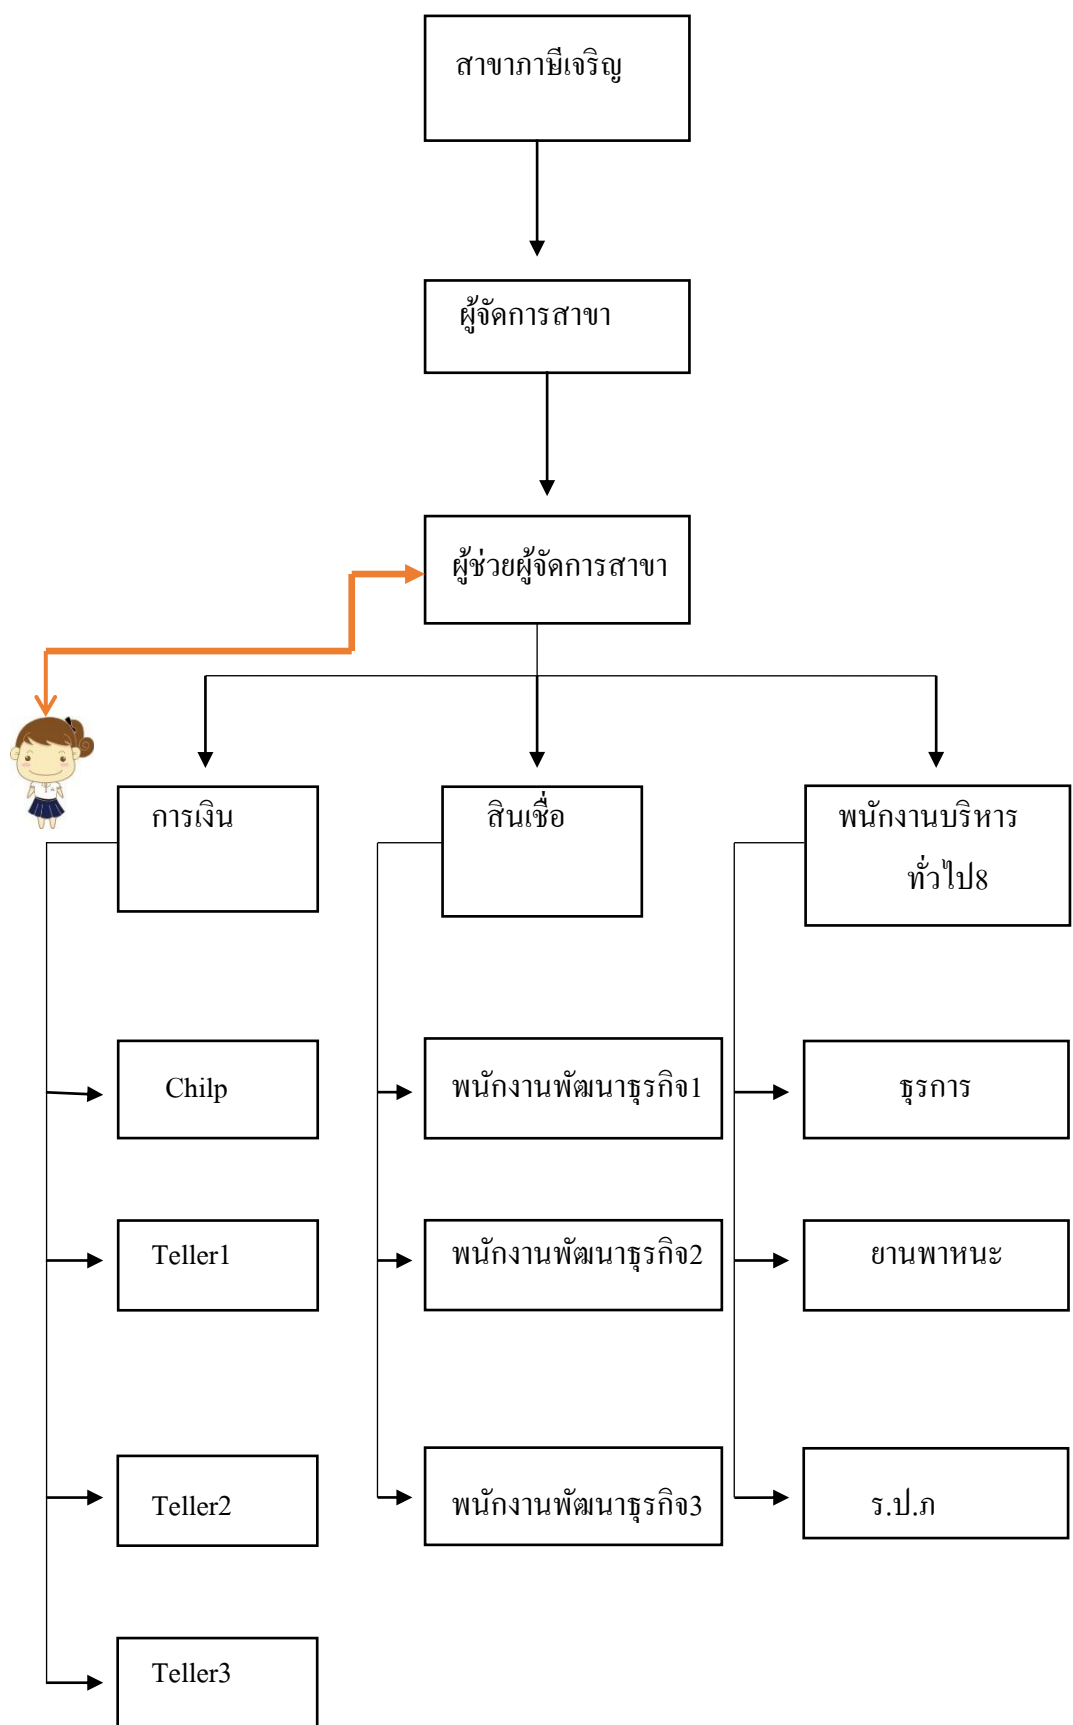 สาขาภาษีเจริญ
ผู้จัดการสาขา
ผู้ช่วยผู้จัดการสาขา
การเงิน
สินเชื่อ
พนักงานบริหาร
ทั่วไป8
Chilp
พนักงานพัฒนาธุรกิจ1
ธุรการ
Teller1
พนักงานพัฒนาธุรกิจ2
ยานพาหนะ
Teller2
พนักงานพัฒนาธุรกิจ3
ร.ป.ภ
Teller3